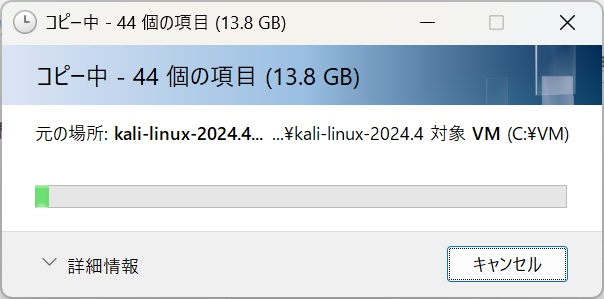 コピー中 - 44 個の項目 (13.8 GB)
コピー中 - 44 個の項目 (13.8 GB)
元の場所: kali-linux-2024.4... ...¥kali-linux-2024.4 対象 VM (C:¥VM)
詳細情報
キャンセル